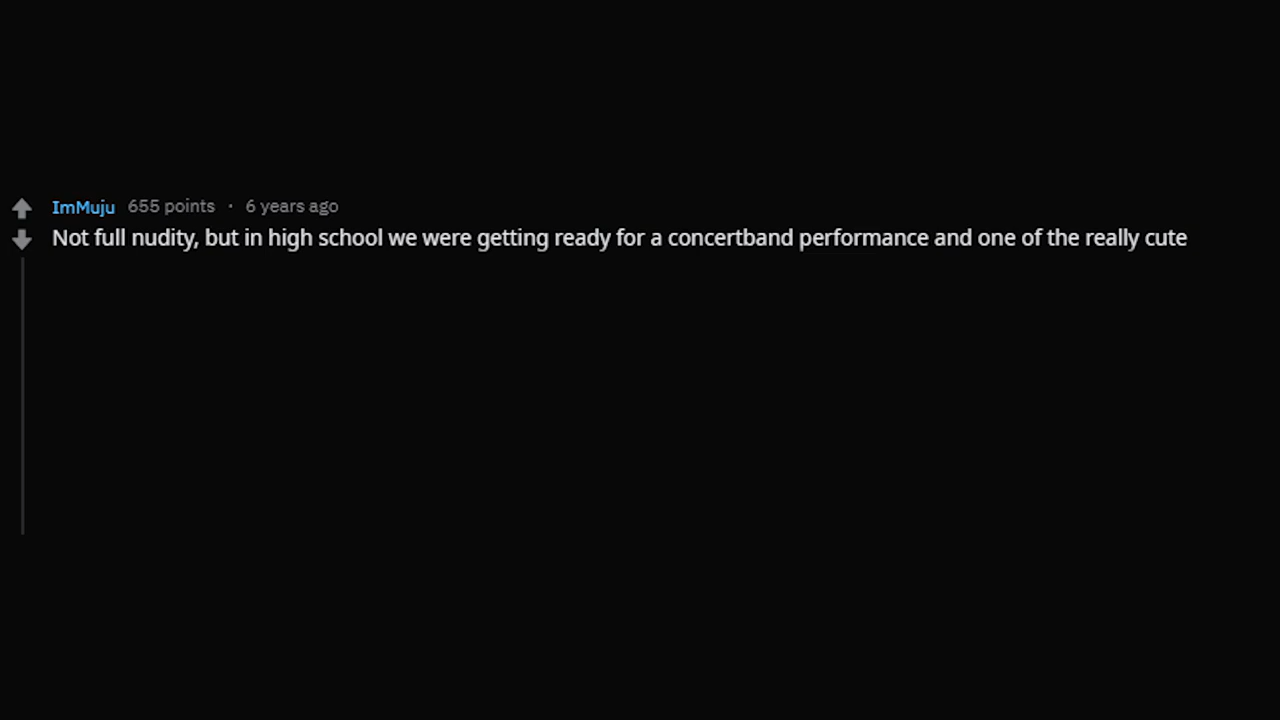 ImMuju 655 points · 6 years ago
Not full nudity, but in high school we were getting ready for a concertband performance and one of the really cute